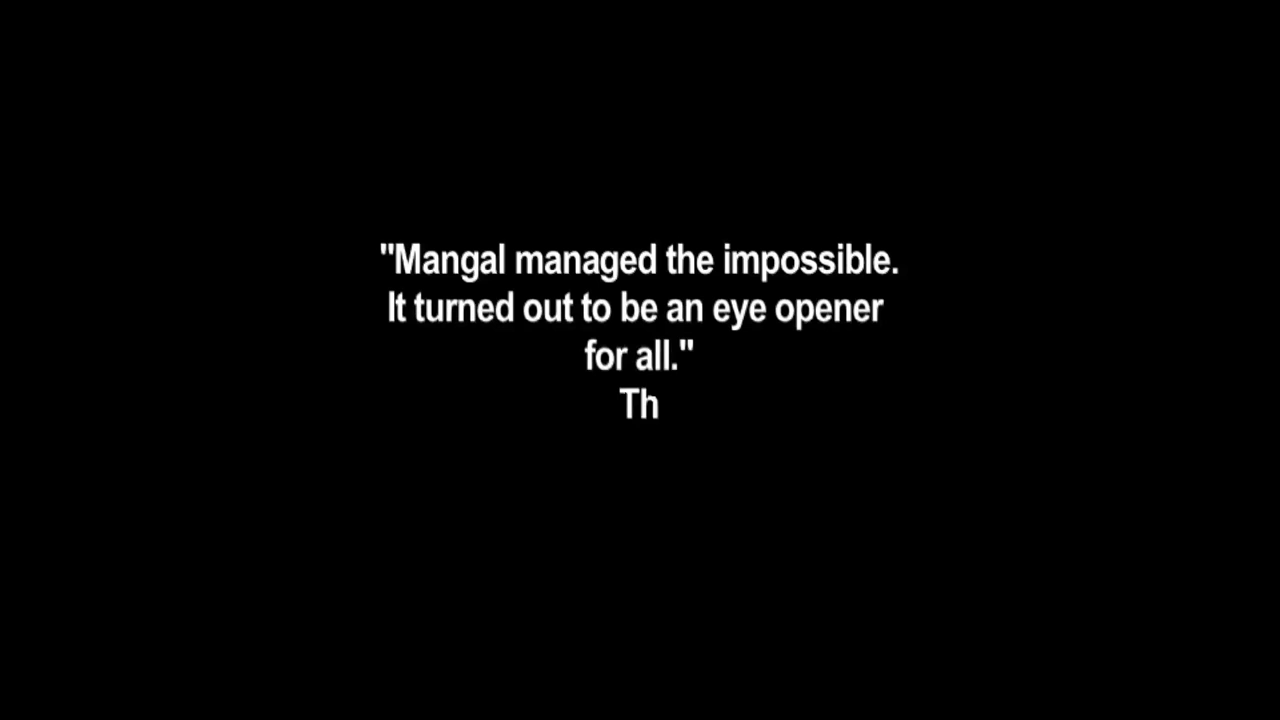 "Mangal managed the impossible.
It turned out to be an eye opener
for all."
Th